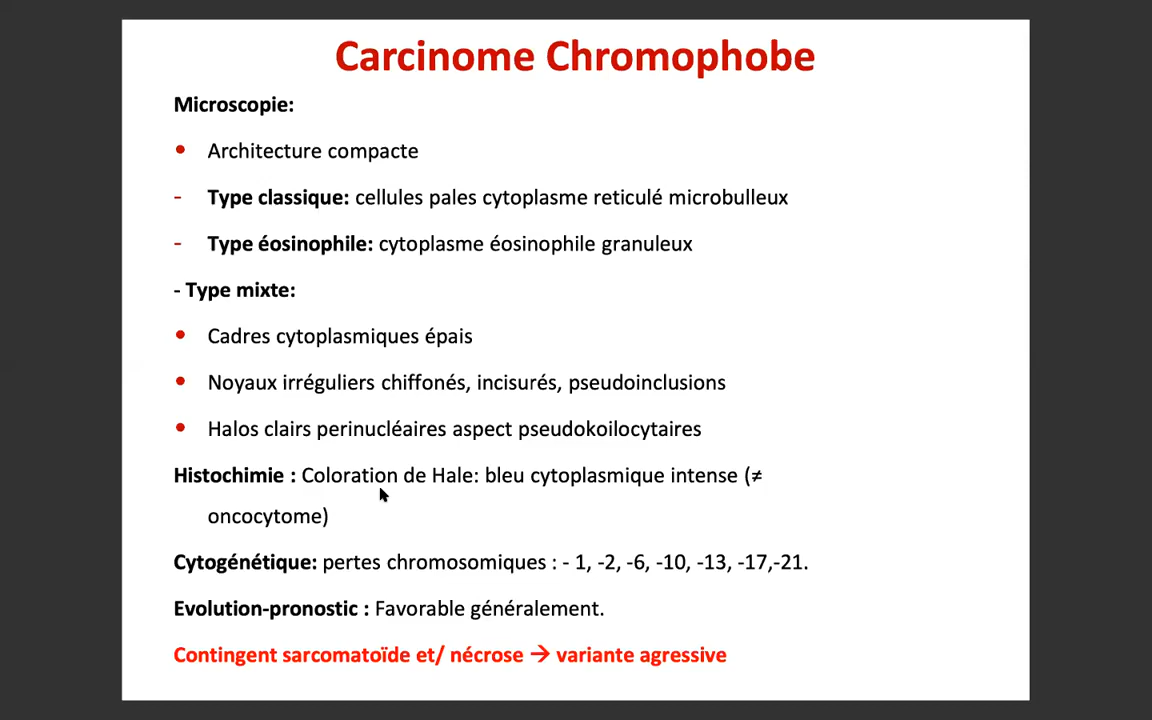 Carcinome Chromophobe
Microscopie:
• Architecture compacte
- Type classique: cellules pales cytoplasme reticulé microbulleux
- Type éosinophile: cytoplasme éosinophile granuleux
- Type mixte:
• Cadres cytoplasmiques épais
• Noyaux irréguliers chiffonés, incisurés, pseudoinclusions
• Halos clairs perinucléaires aspect pseudokoilocytaires
Histochimie : Coloration de Hale: bleu cytoplasmique intense (≠
oncocytome)
Cytogénétique: pertes chromosomiques : - 1, -2, -6, -10, -13, -17,-21.
Evolution-pronostic : Favorable généralement.
Contingent sarcomatoïde et/ nécrose → variante agressive